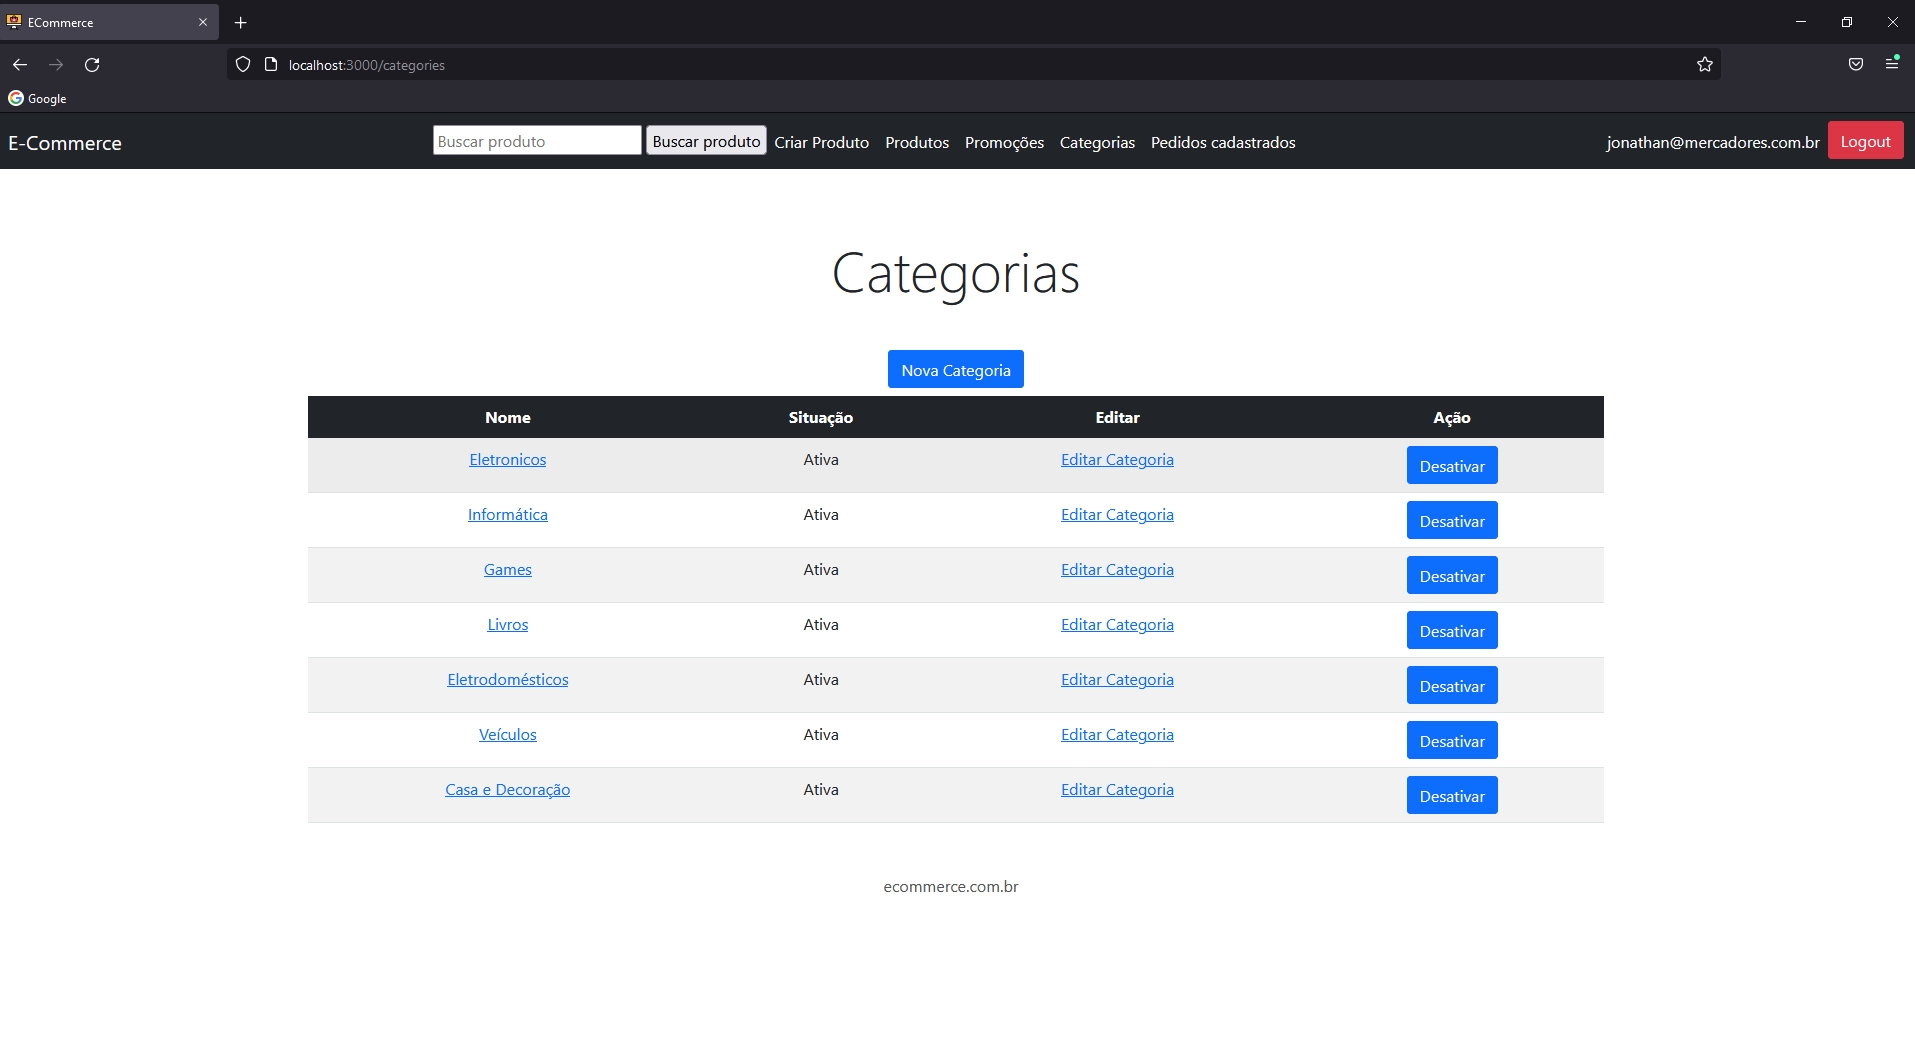 ECommerce
localhost:3000/categories
Google
E-Commerce Buscar produto Buscar produto Criar Produto Produtos Promoções Categorias Pedidos cadastrados jonathan@mercadores.com.br Logout
Categorias
Nova Categoria
Nome Situação Editar Ação
Eletronicos Ativa Editar Categoria Desativar
Informática Ativa Editar Categoria Desativar
Games Ativa Editar Categoria Desativar
Livros Ativa Editar Categoria Desativar
Eletrodomésticos Ativa Editar Categoria Desativar
Veículos Ativa Editar Categoria Desativar
Casa e Decoração Ativa Editar Categoria Desativar
ecommerce.com.br